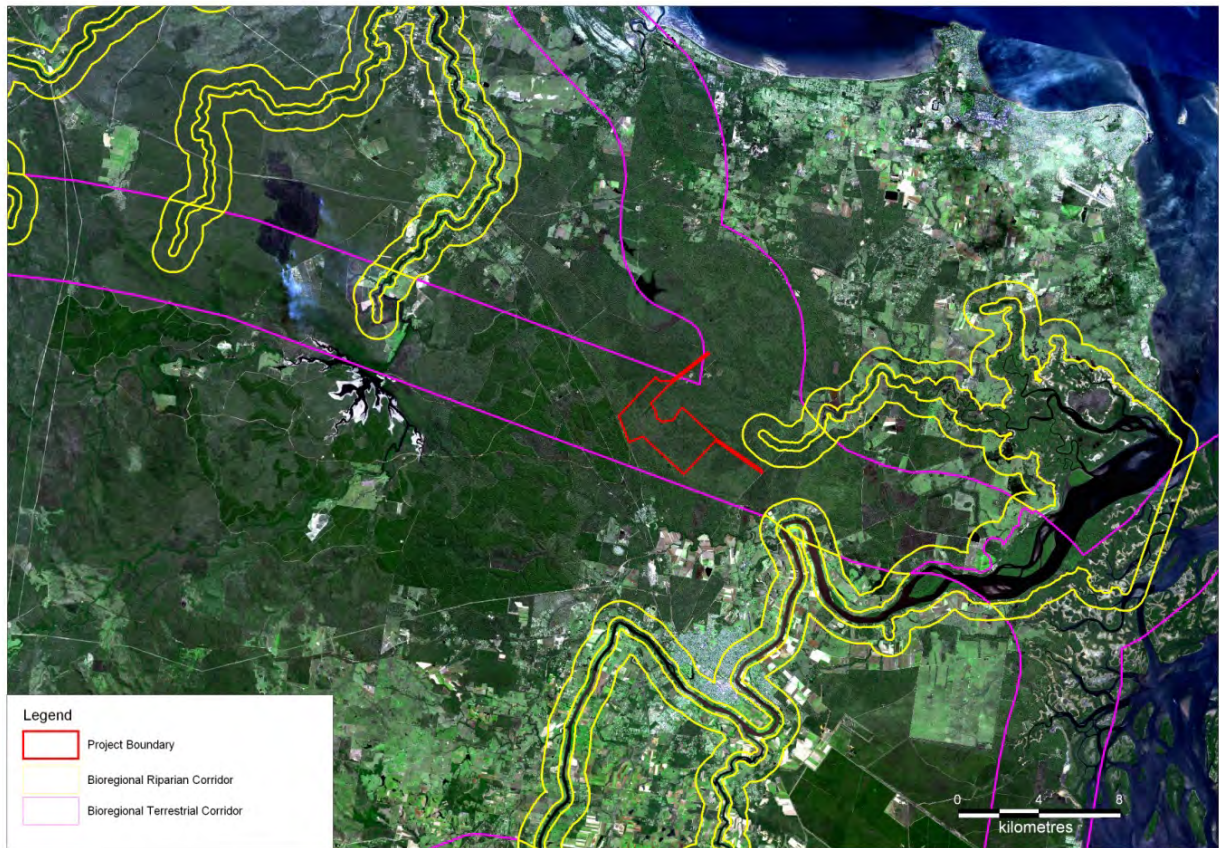 Legend
Project Boundary
Bioregional Riparian Corridor
Bioregional Terrestrial Corridor
0 4 8
kilometres